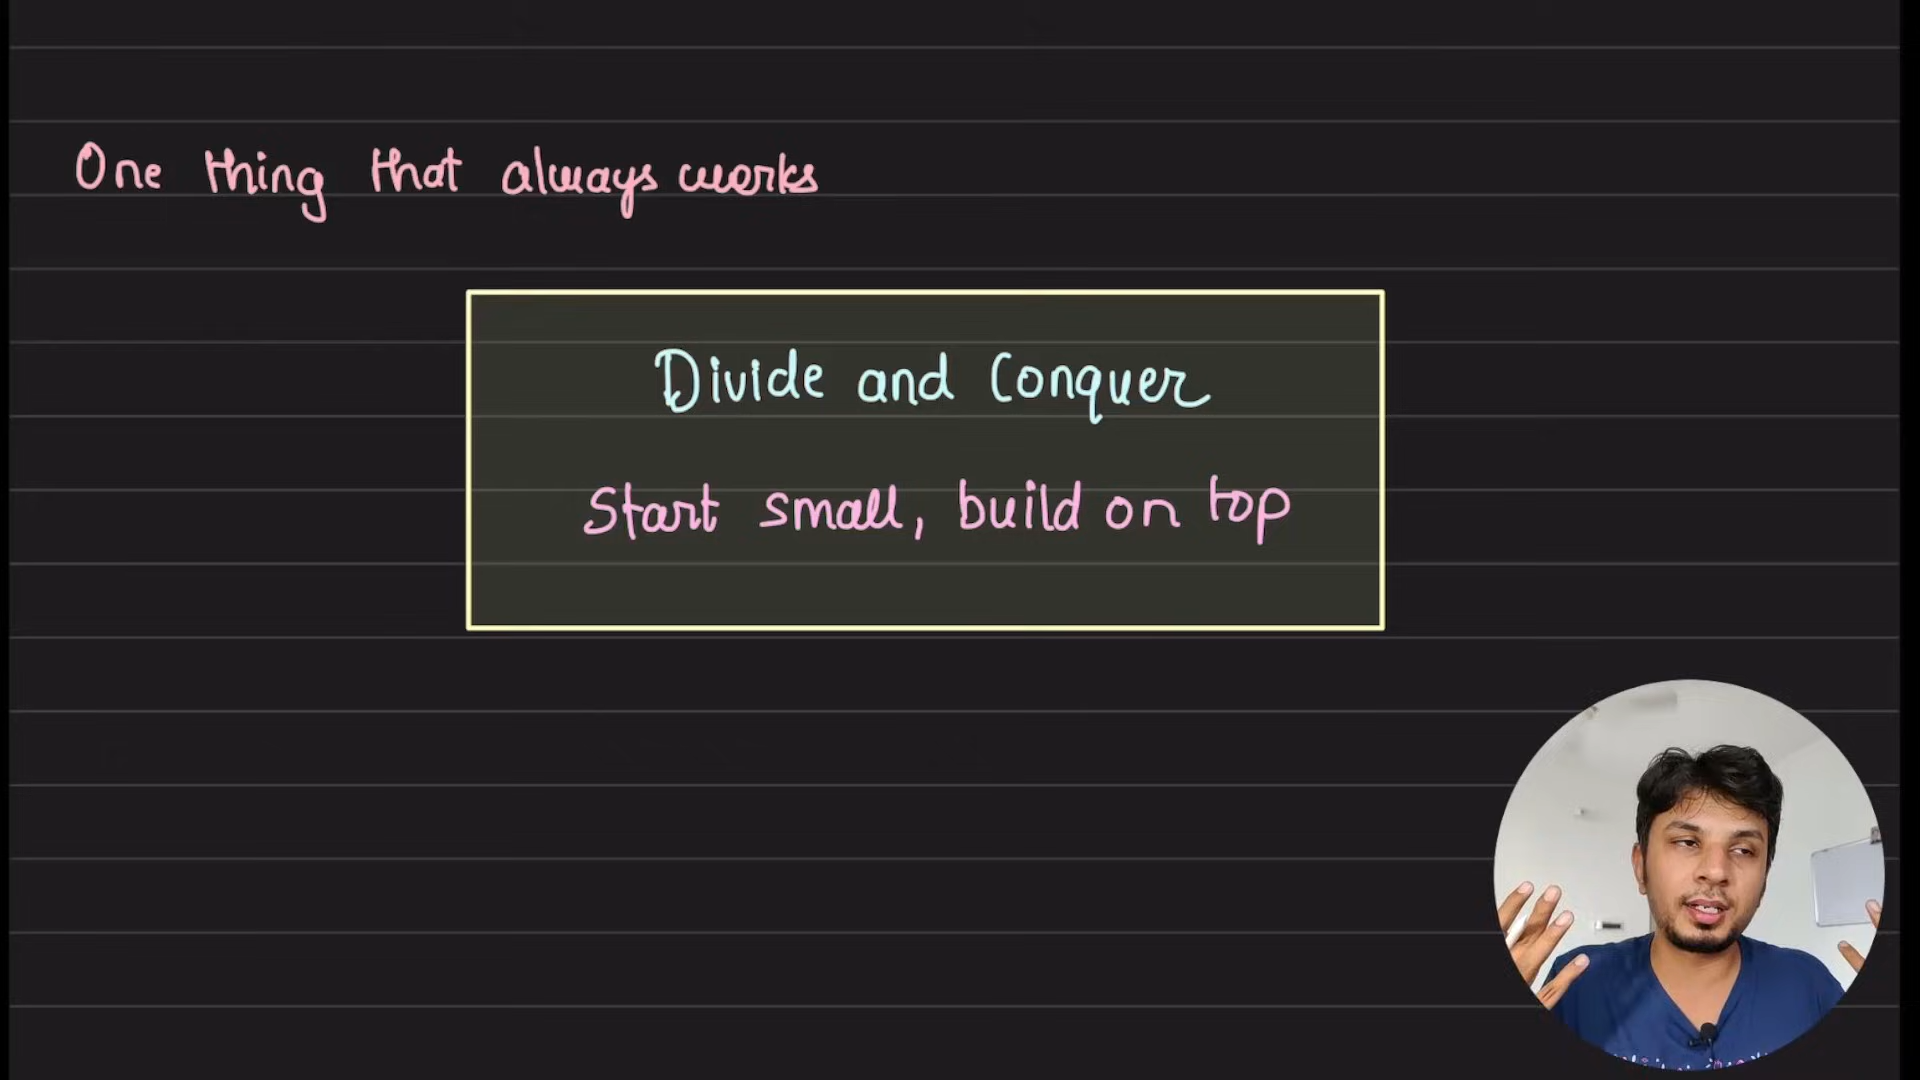 One thing that always works
Divide and Conquer
Start small, build on top